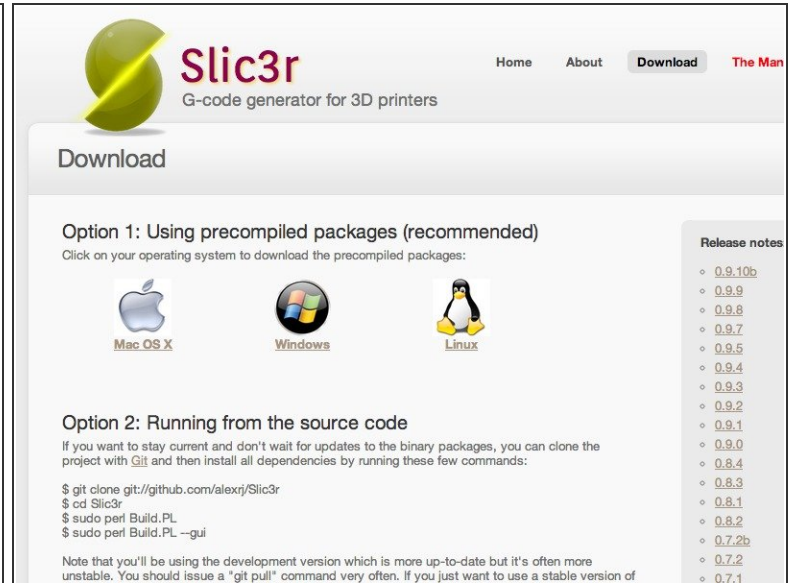 Slic3r
G-code generator for 3D printers
Home About Download The Man
Download
Option 1: Using precompiled packages (recommended)
Click on your operating system to download the precompiled packages:
Mac OS X Windows Linux
Option 2: Running from the source code
If you want to stay current and don't wait for updates to the binary packages, you can clone the
project with Git and then install all dependencies by running these few commands:
$ git clone git://github.com/alexrj/Slic3r
$ cd Slic3r
$ sudo perl Build.PL
$ sudo perl Build.PL --gui
Note that you'll be using the development version which is more up-to-date but it's often more
unstable. You should issue a "git pull" command very often. If you just want to use a stable version of
Release notes
0.9.10b
0.9.9
0.9.8
0.9.7
0.9.5
0.9.4
0.9.3
0.9.2
0.9.1
0.9.0
0.8.4
0.8.3
0.8.1
0.8.2
0.7.2b
0.7.2
0.7.1